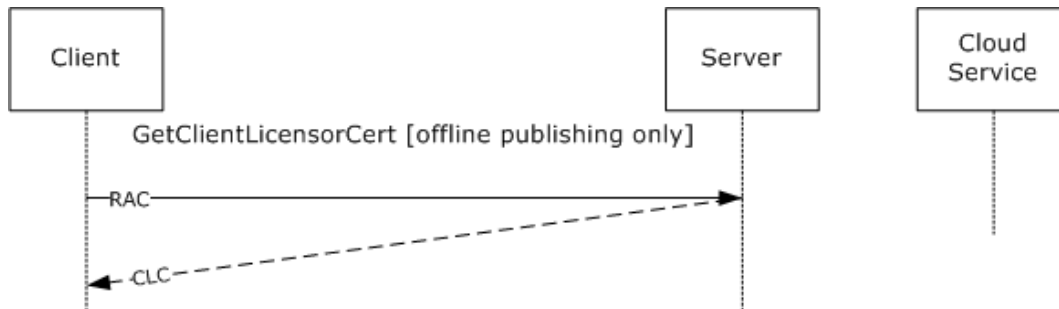 Client
Server
Cloud
Service
GetClientLicensorCert [offline publishing only]
RAC
CLC